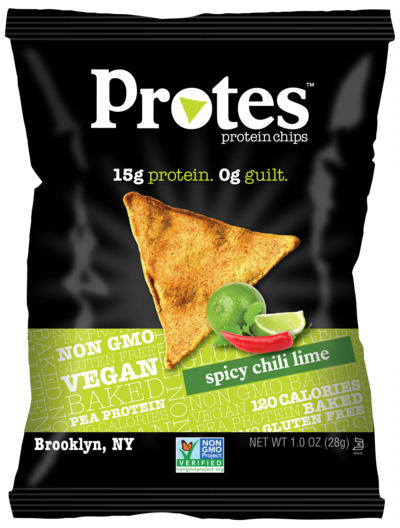 Protes™
protein chips
15g protein. 0g guilt.
spicy chili lime
NON GMO
VEGAN
BAKED
PEA PROTEIN
120 CALORIES
BAKED
GLUTEN FREE
Brooklyn, NY
NON
GMO
Project
VERIFIED
nongmoproject.org
NET WT 1.0 OZ (28g)